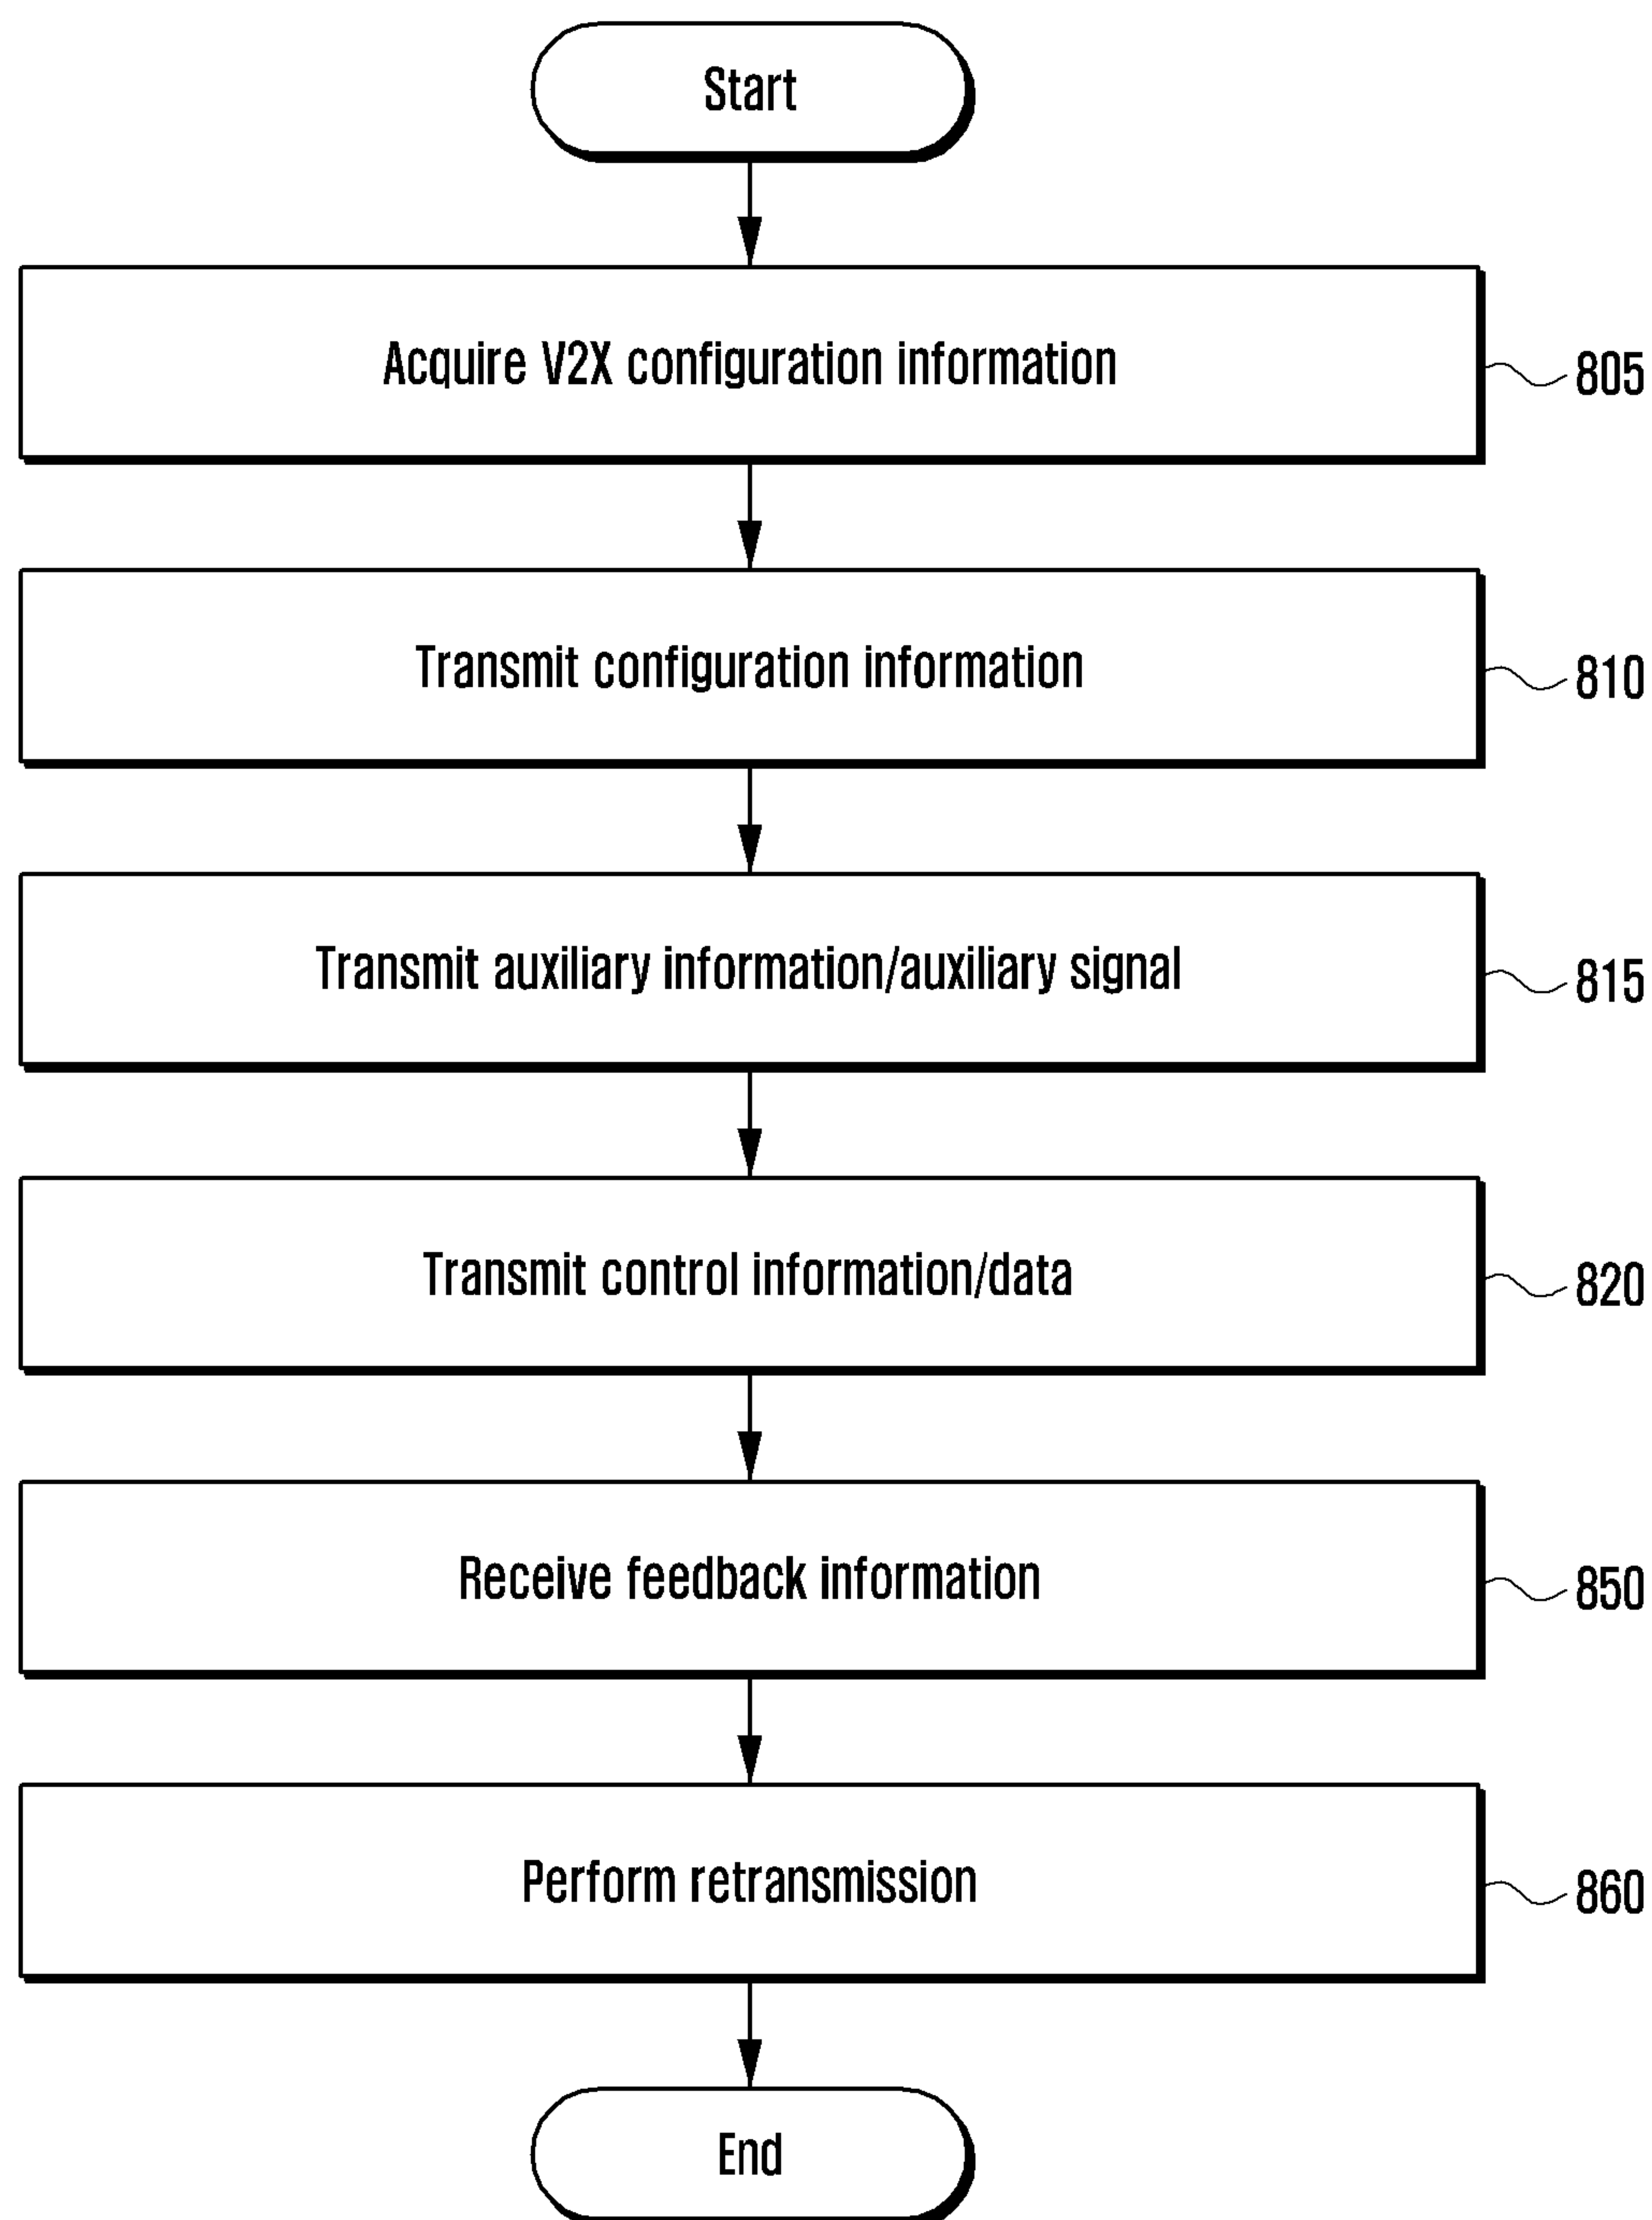 Start
Acquire V2X configuration information
805
Transmit configuration information
810
Transmit auxiliary information/auxiliary signal
815
Transmit control information/data
820
Receive feedback information
850
Perform retransmission
860
End